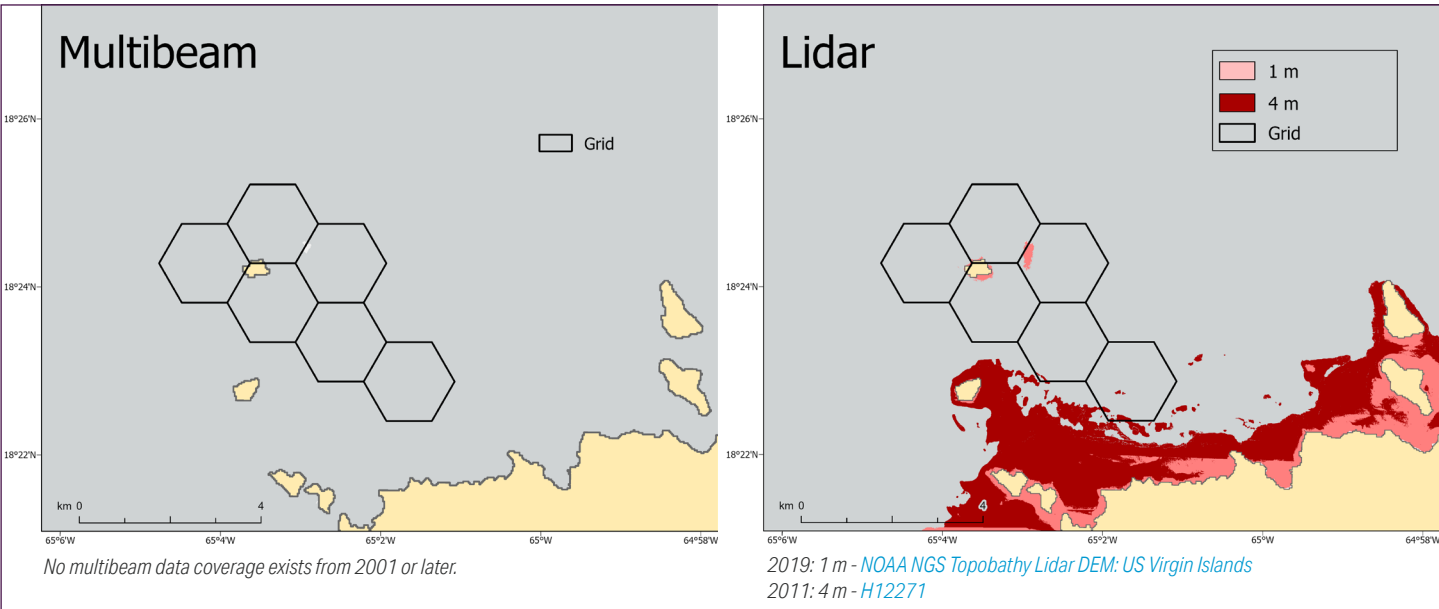 Multibeam
Grid
18°26'N
18°24'N
18°22'N
km 0
4
65°6'W
65°4'W
65°2'W
65°W
64°58'W
No multibeam data coverage exists from 2001 or later.
Lidar
1 m
4 m
Grid
18°26'N
18°24'N
18°22'N
km 0
4
65°6'W
65°4'W
65°2'W
65°W
64°58'W
2019: 1 m - NOAA NGS Topobathy Lidar DEM: US Virgin Islands
2011: 4 m - H12271